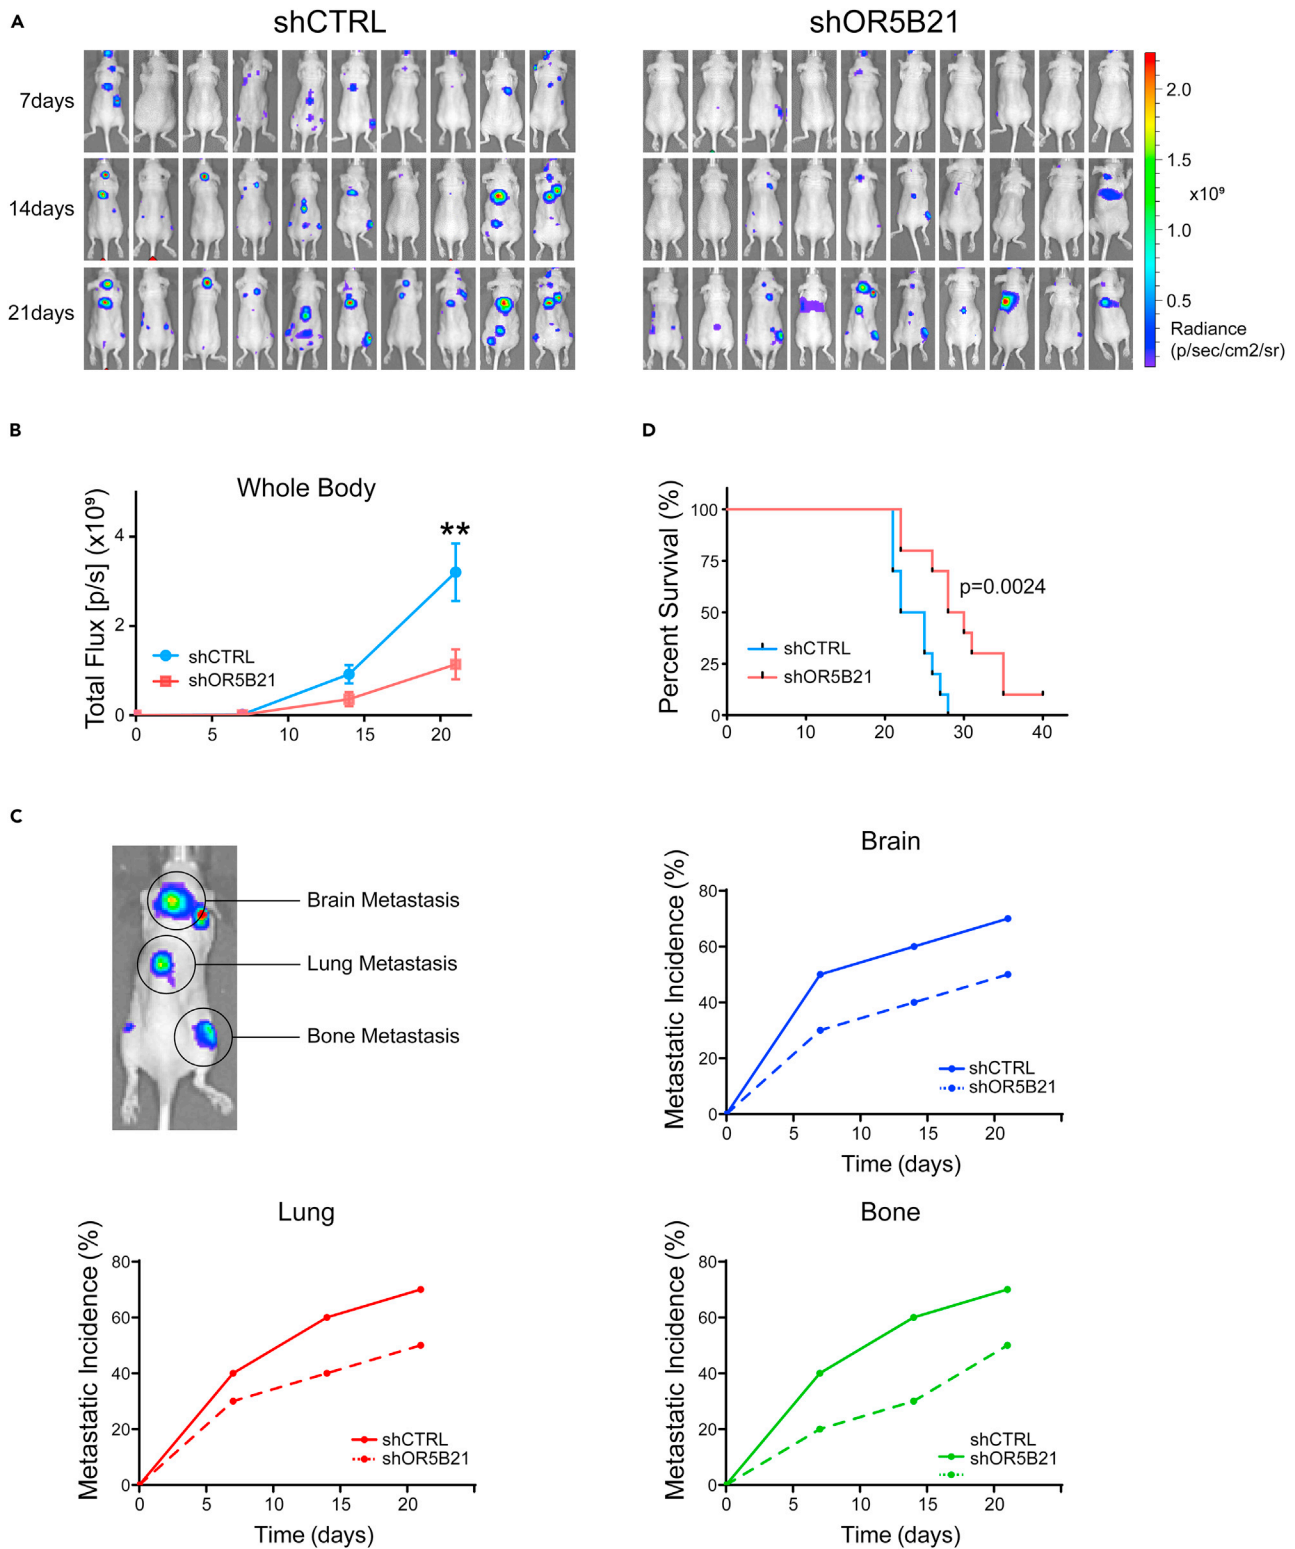 A
shCTRL
shOR5B21
7days
14days
21days
2.0
1.5
x10⁹
1.0
0.5
Radiance
(p/sec/cm2/sr)
B
Whole Body
Total Flux [p/s] (x10⁹)
4
2
0
**
shCTRL
shOR5B21
0 5 10 15 20
D
Percent Survival (%)
100
75
50
25
0
p=0.0024
shCTRL
shOR5B21
0 10 20 30 40
C
Brain Metastasis
Lung Metastasis
Bone Metastasis
Brain
Metastatic Incidence (%)
80
60
40
20
0
shCTRL
shOR5B21
0 5 10 15 20
Time (days)
Lung
Metastatic Incidence (%)
80
60
40
20
0
shCTRL
shOR5B21
0 5 10 15 20
Time (days)
Bone
Metastatic Incidence (%)
80
60
40
20
0
shCTRL
shOR5B21
0 5 10 15 20
Time (days)